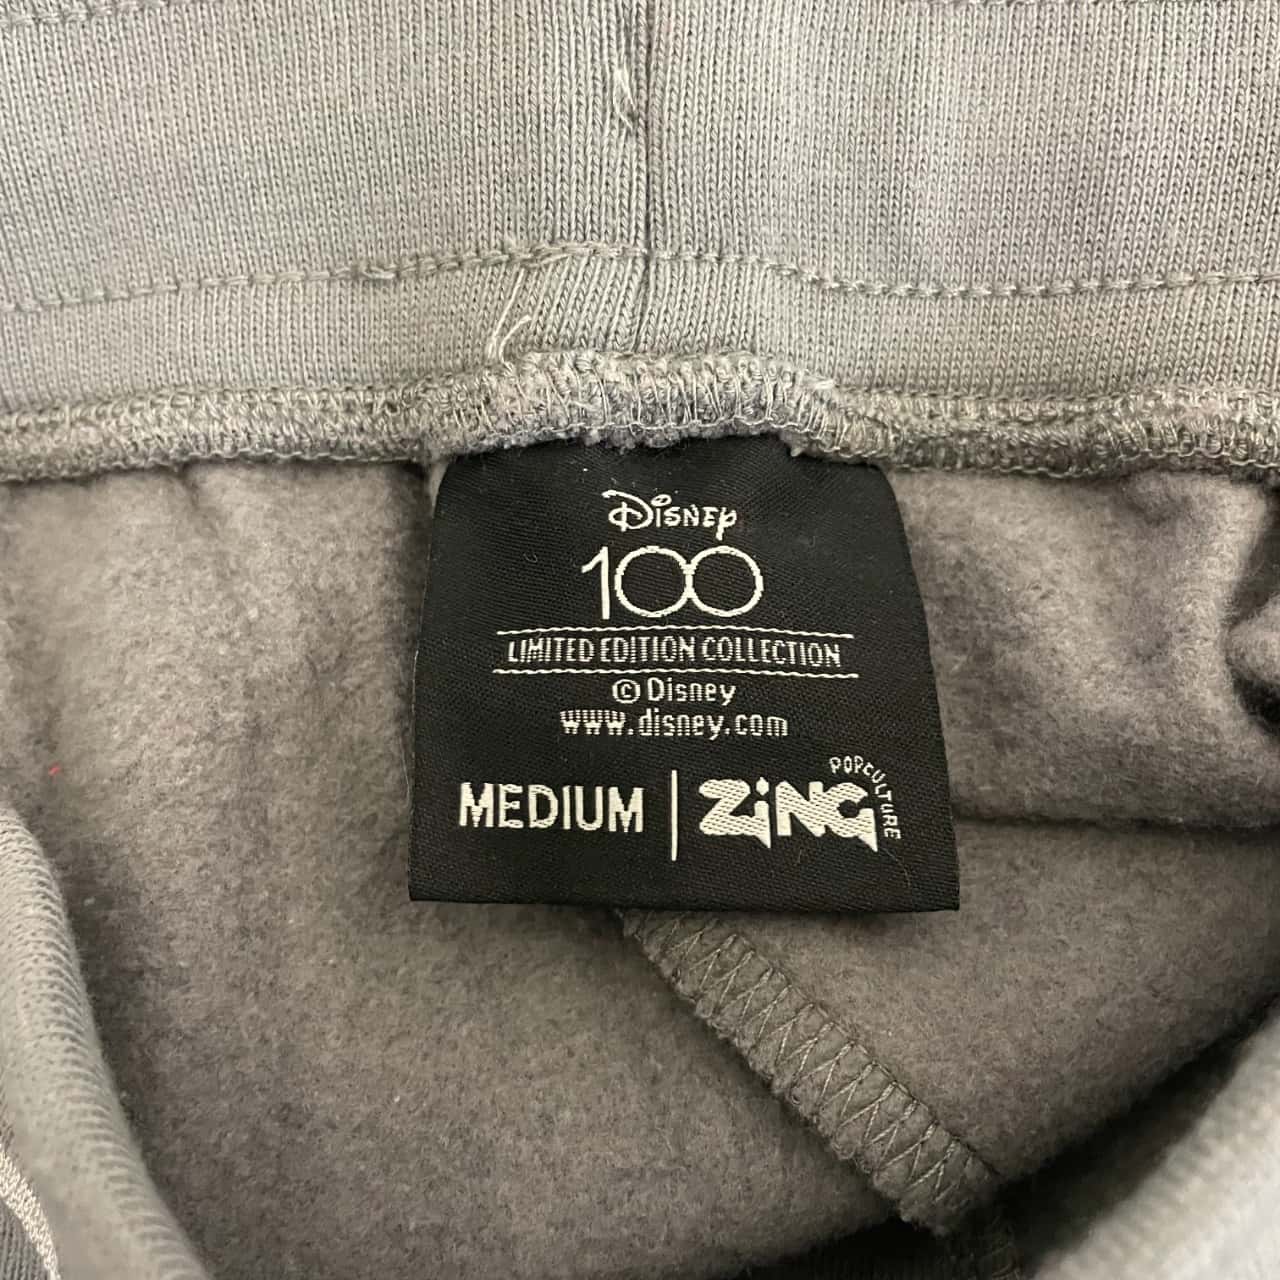 Disney
100
LIMITED EDITION COLLECTION
© Disney
www.disney.com
MEDIUM | ZiNG POPCULTURE